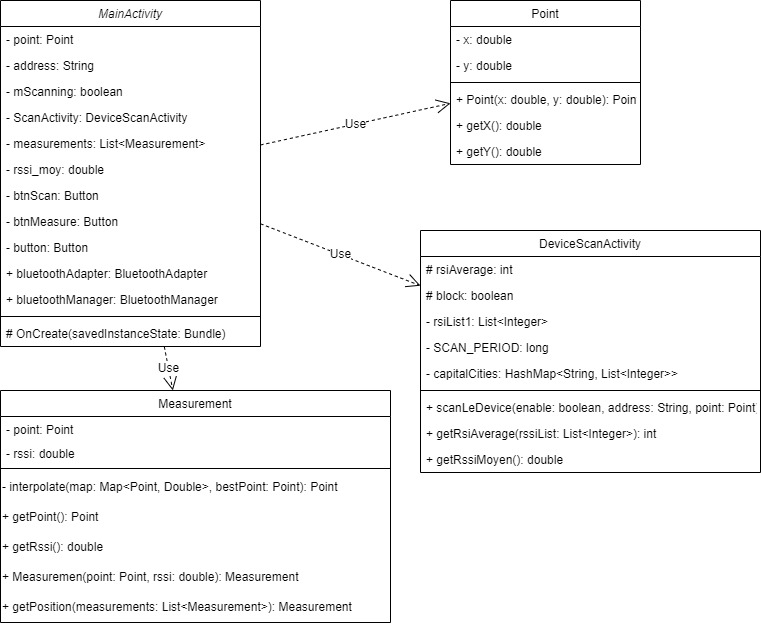 MainActivity
- point: Point
- address: String
- mScanning: boolean
- ScanActivity: DeviceScanActivity
- measurements: List<Measurement>
- rssi_moy: double
- btnScan: Button
- btnMeasure: Button
- button: Button
+ bluetoothAdapter: BluetoothAdapter
+ bluetoothManager: BluetoothManager
# OnCreate(savedInstanceState: Bundle)
Use
Point
- x: double
- y: double
+ Point(x: double, y: double): Poin
+ getX(): double
+ getY(): double
Use
DeviceScanActivity
# rsiAverage: int
# block: boolean
- rsiList1: List<Integer>
- SCAN_PERIOD: long
- capitalCities: HashMap<String, List<Integer>>
+ scanLeDevice(enable: boolean, address: String, point: Point
+ getRsiAverage(rssiList: List<Integer>): int
+ getRssiMoyen(): double
Use
Measurement
- point: Point
- rssi: double
- interpolate(map: Map<Point, Double>, bestPoint: Point): Point
+ getPoint(): Point
+ getRssi(): double
+ Measuremen(point: Point, rssi: double): Measurement
+ getPosition(measurements: List<Measurement>): Measurement